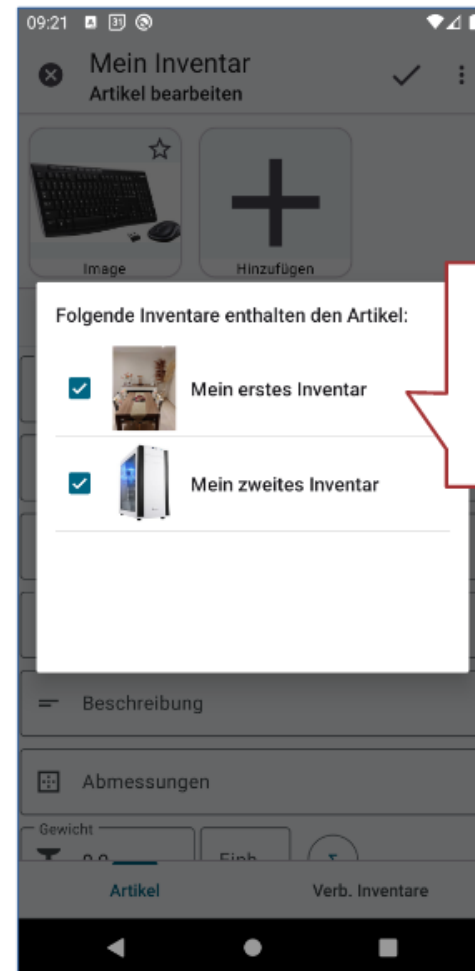 09:21
Mein Inventar
Artikel bearbeiten
Image
Hinzufügen
Folgende Inventare enthalten den Artikel:
Mein erstes Inventar
Mein zweites Inventar
Beschreibung
Abmessungen
Gewicht
Artikel
Verb. Inventare